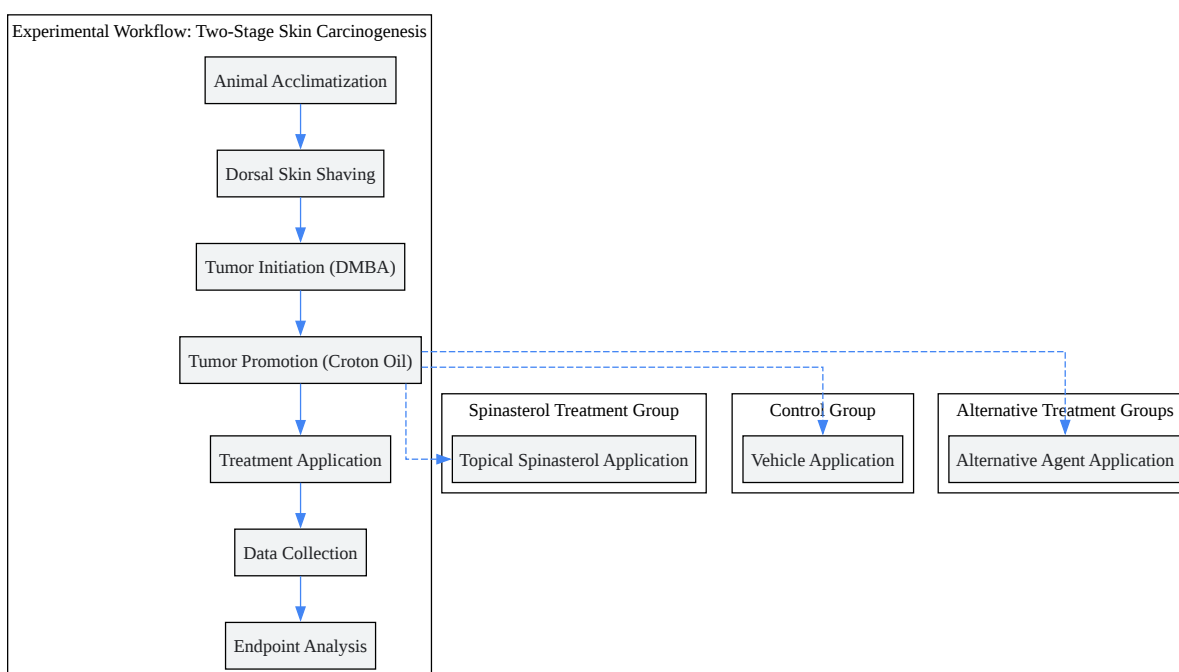 Experimental Workflow: Two-Stage Skin Carcinogenesis
Animal Acclimatization
Dorsal Skin Shaving
Tumor Initiation (DMBA)
Tumor Promotion (Croton Oil)
Treatment Application
Data Collection
Endpoint Analysis
Spinasterol Treatment Group
Topical Spinasterol Application
Control Group
Vehicle Application
Alternative Treatment Groups
Alternative Agent Application